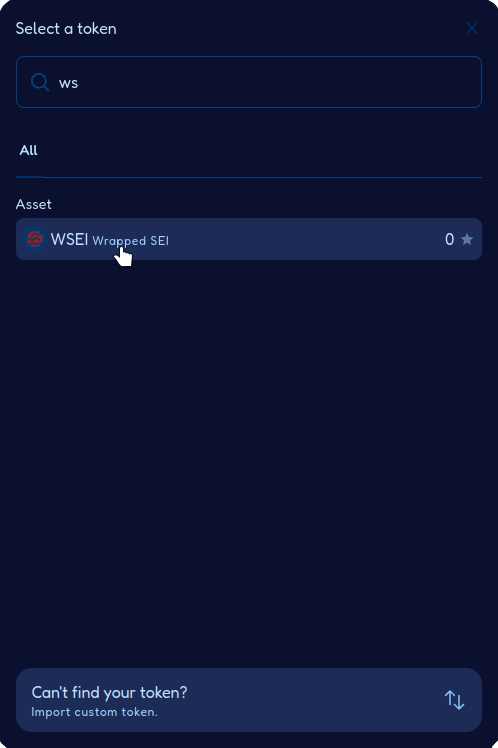 Select a token
ws
All
Asset
WSEI Wrapped SEI 0
Can't find your token?
Import custom token.